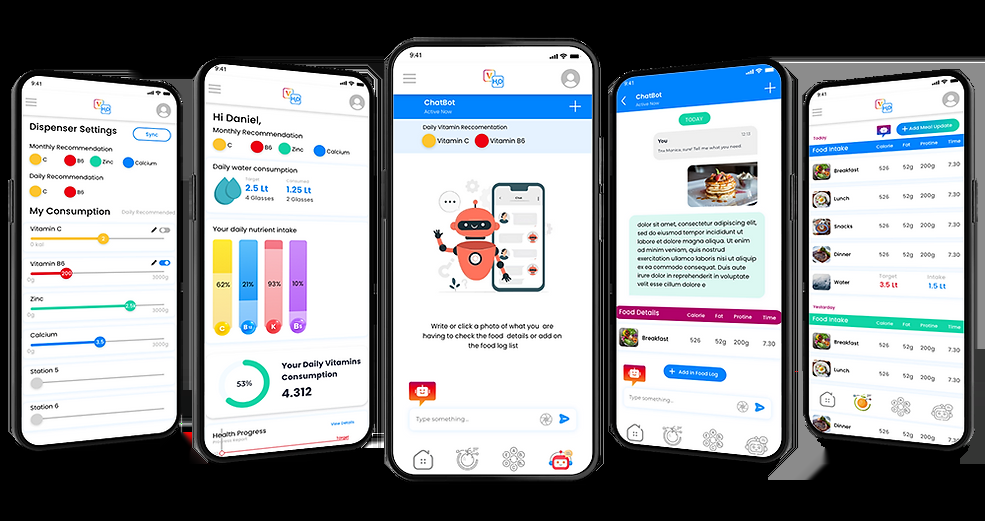 9:41
Dispenser Settings
Sync
Monthly Recommendation
C
B6
Zinc
Calcium
Daily Recommendation
C
B6
My Consumption
Daily Recommended
Vitamin C
2
0 kcl
Vitamin B6
200
0g
3000g
Zinc
2.5k
0g
3000g
Calcium
3.5
0g
3000g
Station 5
Station 6
9:41
Hi Daniel,
Monthly Recommendation
C
B6
Zinc
Calcium
Daily water consumption
Target
Consumed
2.5 Lt
1.25 Lt
4 Glasses
2 Glasses
Your daily nutrient intake
62%
21%
93%
10%
C
K
Your Daily Vitamins
Consumption
53%
4.312
Health Progress
View Details
Progress Report
Target
9:41
ChatBot
Active Now
Daily Vitamin Reccomentation
Vitamin C
Vitamin B6
Chat
Write or click a photo of what you are
having to check the food details or add on
the food log list
Type something...
9:41
ChatBot
Active Now
TODAY
You
12:13
You Monica, sure! Tell me what you need.
dolor sit amet, consectetur adipiscing elit,
sed do eiusmod tempor incididunt ut
labore et dolore magna aliqua. Ut enim
ad minim veniam, quis nostrud
exercitation ullamco laboris nisi ut aliquip
ex ea commodo consequat. Duis aute
irure dolor in reprehenderit in voluptate
velit esse cillum dolore e
Food Details
Calorie
Fat
Protine
Time
Breakfast
526
52g
200g
7.30
+ Add in Food Log
Type something...
9:41
+ Add Meal Update
Today
Food Intake
Calorie
Fat
Protine
Time
Breakfast
526
52g
200g
7.30
Lunch
526
52g
200g
7.30
Snacks
526
52g
200g
7.30
Dinner
526
52g
200g
7.30
Water
Target
3.5 Lt
Intake
1.5 Lt
Yesterday
Food Intake
Calorie
Fat
Protine
Time
Breakfast
526
52g
200g
7.30
Lunch
526
52g
200g
7.30
Dinner
526
52g
200g
7.30